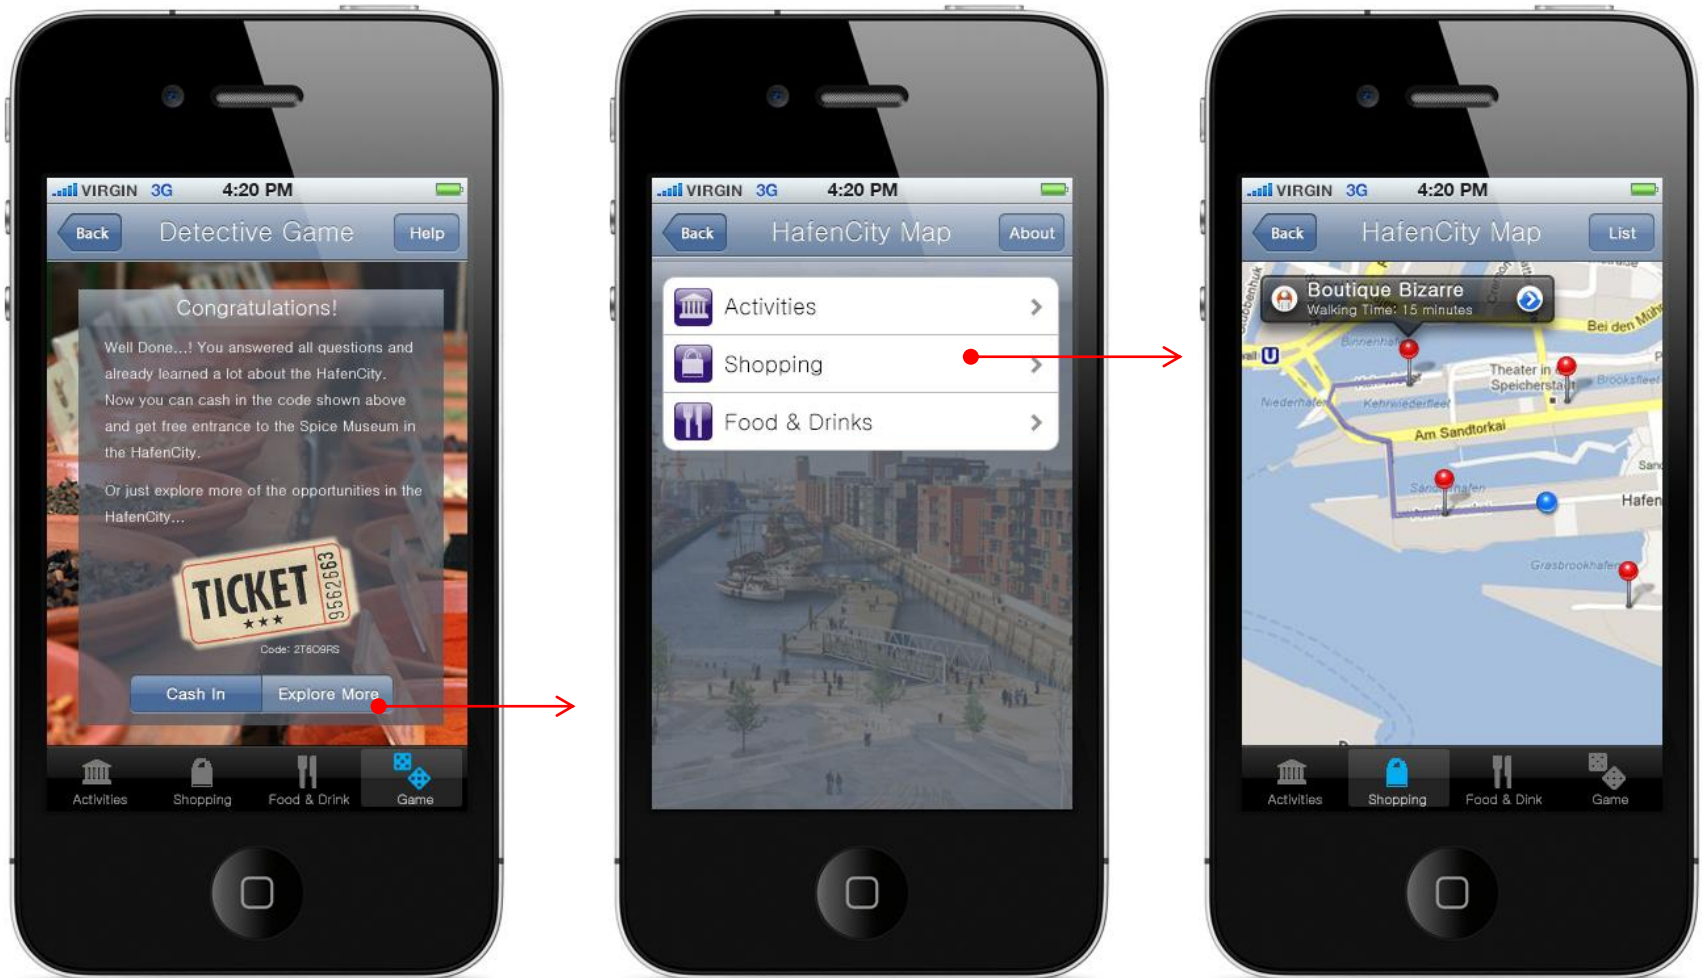 VIRGIN 3G 4:20 PM
Back Detective Game Help
Congratulations!
Well Done...! You answered all questions and
already learned a lot about the HafenCity.
Now you can cash in the code shown above
and get free entrance to the Spice Museum in
the HafenCity.
Or just explore more of the opportunities in the
HafenCity...
TICKET 9562663
★★★
Code: 2T6O9RS
Cash In Explore More
Activities Shopping Food & Drink Game
VIRGIN 3G 4:20 PM
Back HafenCity Map About
Activities
Shopping
Food & Drinks
VIRGIN 3G 4:20 PM
Back HafenCity Map List
Boutique Bizarre
Walking Time: 15 minutes
Bei den Müh
Binnenhafen
wall U
Theater in
Speicherstadt
Brooksfleet
Niederhafen
Kehrwiederfleet
Am Sandtorkai
San
Sandtorhafen
Hafen
Grasbrookhafen
Activities Shopping Food & Dink Game